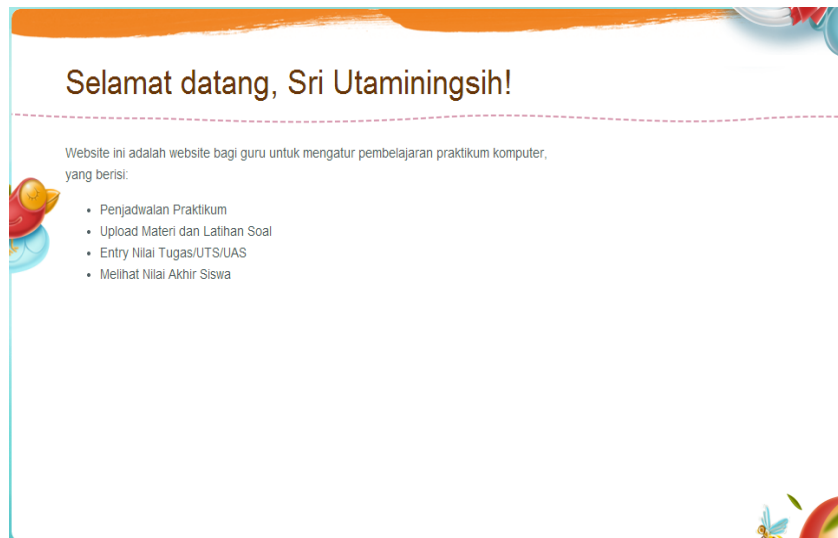 Selamat datang, Sri Utaminingsih!
Website ini adalah website bagi guru untuk mengatur pembelajaran praktikum komputer,
yang berisi:
• Penjadwalan Praktikum
• Upload Materi dan Latihan Soal
• Entry Nilai Tugas/UTS/UAS
• Melihat Nilai Akhir Siswa